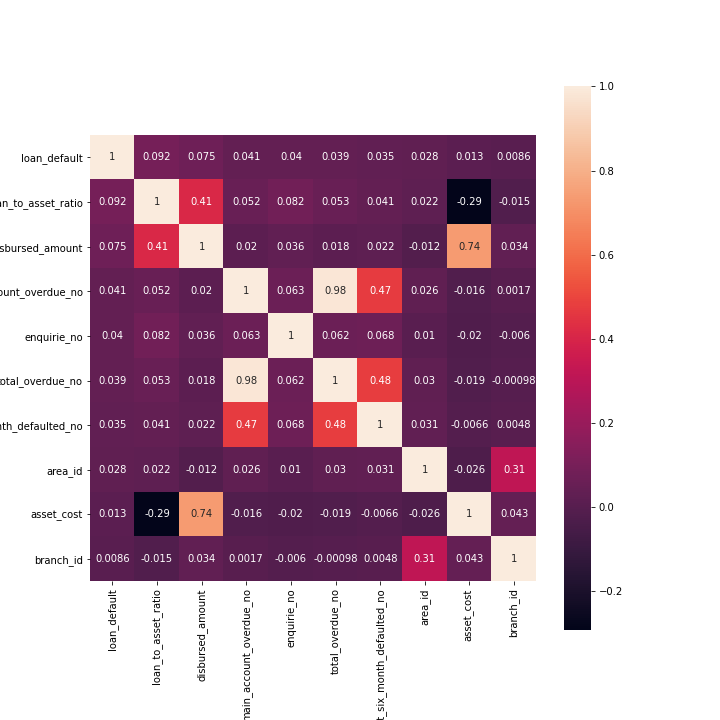 1.0
loan_default 1 0.092 0.075 0.041 0.04 0.039 0.035 0.028 0.013 0.0086
0.8
an_to_asset_ratio 0.092 1 0.41 0.052 0.082 0.053 0.041 0.022 -0.29 -0.015
sbursed_amount 0.075 0.41 1 0.02 0.036 0.018 0.022 -0.012 0.74 0.034
0.6
ount_overdue_no 0.041 0.052 0.02 1 0.063 0.98 0.47 0.026 -0.016 0.0017
enquirie_no 0.04 0.082 0.036 0.063 1 0.062 0.068 0.01 -0.02 -0.006
0.4
otal_overdue_no 0.039 0.053 0.018 0.98 0.062 1 0.48 0.03 -0.019 -0.00098
nth_defaulted_no 0.035 0.041 0.022 0.47 0.068 0.48 1 0.031 -0.0066 0.0048
0.2
area_id 0.028 0.022 -0.012 0.026 0.01 0.03 0.031 1 -0.026 0.31
0.0
asset_cost 0.013 -0.29 0.74 -0.016 -0.02 -0.019 -0.0066 -0.026 1 0.043
branch_id 0.0086 -0.015 0.034 0.0017 -0.006 -0.00098 0.0048 0.31 0.043 1
−0.2
loan_default
loan_to_asset_ratio
disbursed_amount
main_account_overdue_no
enquirie_no
total_overdue_no
t_six_month_defaulted_no
area_id
asset_cost
branch_id